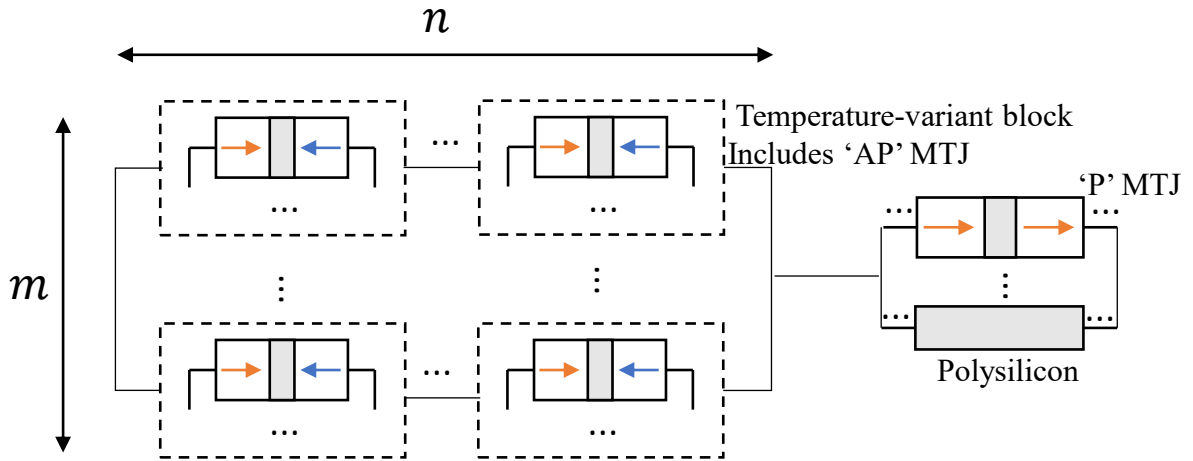 n
m
Temperature-variant block
Includes ‘AP’ MTJ
‘P’ MTJ
Polysilicon